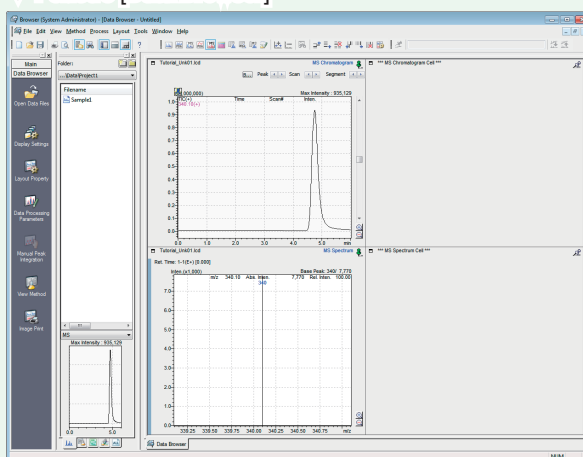 Browser (System Administrator) - [Data Browser - Untitled]
File Edit View Method Process Layout Tools Window Help
Main
Data Browser
Open Data Files
Display Settings
Layout Property
Data Processing
Parameters
Manual Peak
Integration
View Method
Image Print
Folder:
...\Data\Project1
Filename
Sample1
MS
Max Intensity : 935,129
0.0 5.0
Tutorial_Unk01.lcd MS Chromatogram
Peak Scan Segment
(000,000) Max Intensity : 935,129
TIC(+) Time Scan# Inten.
340.10(+)
1.0
0.9
0.8
0.7
0.6
0.5
0.4
0.3
0.2
0.1
0.0
0.0 1.0 2.0 3.0 4.0 5.0 min
*** MS Chromatogram Cell ***
Tutorial_Unk01.lcd MS Spectrum
Ret. Time: 1-1(E+) [0.000]
Inten.(x1,000) Base Peak: 340/ 7,770
m/z 340.10 Abs. Inten. 7,770 Rel. Inten. 100.00
340
7.0
6.0
5.0
4.0
3.0
2.0
1.0
0.0
339.25 339.50 339.75 340.00 340.25 340.50 340.75 m/z
*** MS Spectrum Cell ***
Data Browser
NUM